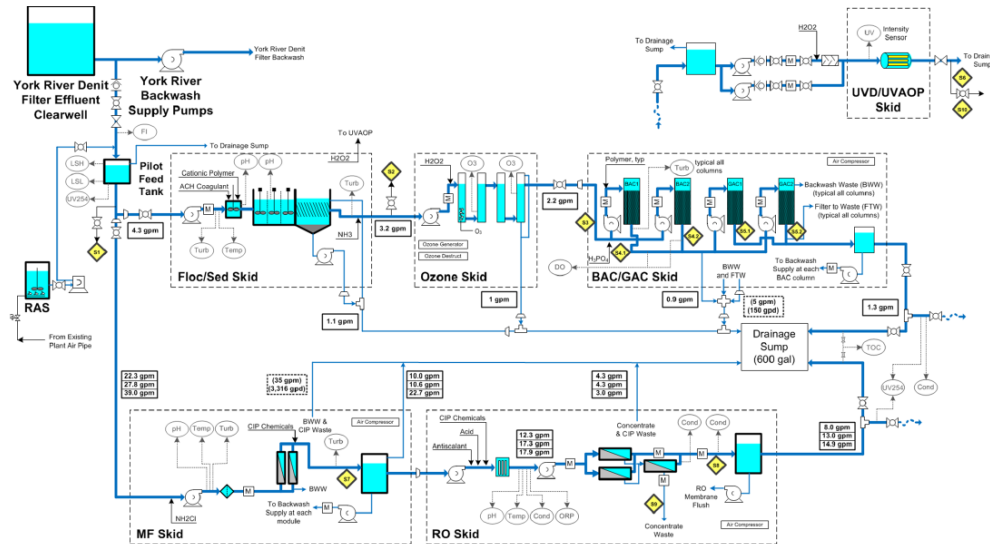 York River Denit
Filter Backwash
York River Denit
Filter Effluent
Clearwell
York River
Backwash
Supply Pumps
FI
LSH
LSL
UV254
Pilot
Feed
Tank
To Drainage Sump
S1
4.3 gpm
RAS
From Existing
Plant Air Pipe
Cationic Polymer
ACH Coagulant
pH
pH
M
Turb
Temp
Turb
To UVAOP
H2O2
NH3
S2
3.2 gpm
Floc/Sed Skid
1.1 gpm
H2O2
O3
O3
O₃
Ozone Generator
Ozone Destruct
Ozone Skid
2.2 gpm
1 gpm
Polymer, typ
Turb
typical all
columns
Air Compressor
BAC1
BAC2
GAC1
GAC2
Backwash Waste (BWW)
(typical all columns)
Filter to Waste (FTW)
(typical all columns)
S3
S4.1
S4.2
S5.1
S5.2
H₃PO₄
DO
BAC/GAC Skid
To Backwash
Supply at each
BAC column
M
0.9 gpm
BWW
and FTW
(5 gpm)
(150 gpd)
1.3 gpm
Drainage
Sump
(600 gal)
TOC
UV254
Cond
To Drainage
Sump
M
M
H2O2
UV
Intensity
Sensor
To Drain
Sump
S6
S10
UVD/UVAOP
Skid
22.3 gpm
27.8 gpm
39.0 gpm
(35 gpm)
(3,316 gpd)
10.0 gpm
10.6 gpm
22.7 gpm
4.3 gpm
4.3 gpm
3.0 gpm
8.0 gpm
13.0 gpm
14.9 gpm
pH
Temp
Turb
BWW &
CIP Waste
CIP Chemicals
Air Compressor
Turb
S7
NH2Cl
M
BWW
To Backwash
Supply at each
module
M
MF Skid
CIP Chemicals
Acid
Antiscalant
12.3 gpm
17.3 gpm
17.9 gpm
pH
Temp
Cond
ORP
M
Concentrate
& CIP Waste
Cond
Cond
M
S8
M
S9
Concentrate
Waste
RO
Membrane
Flush
Air Compressor
RO Skid